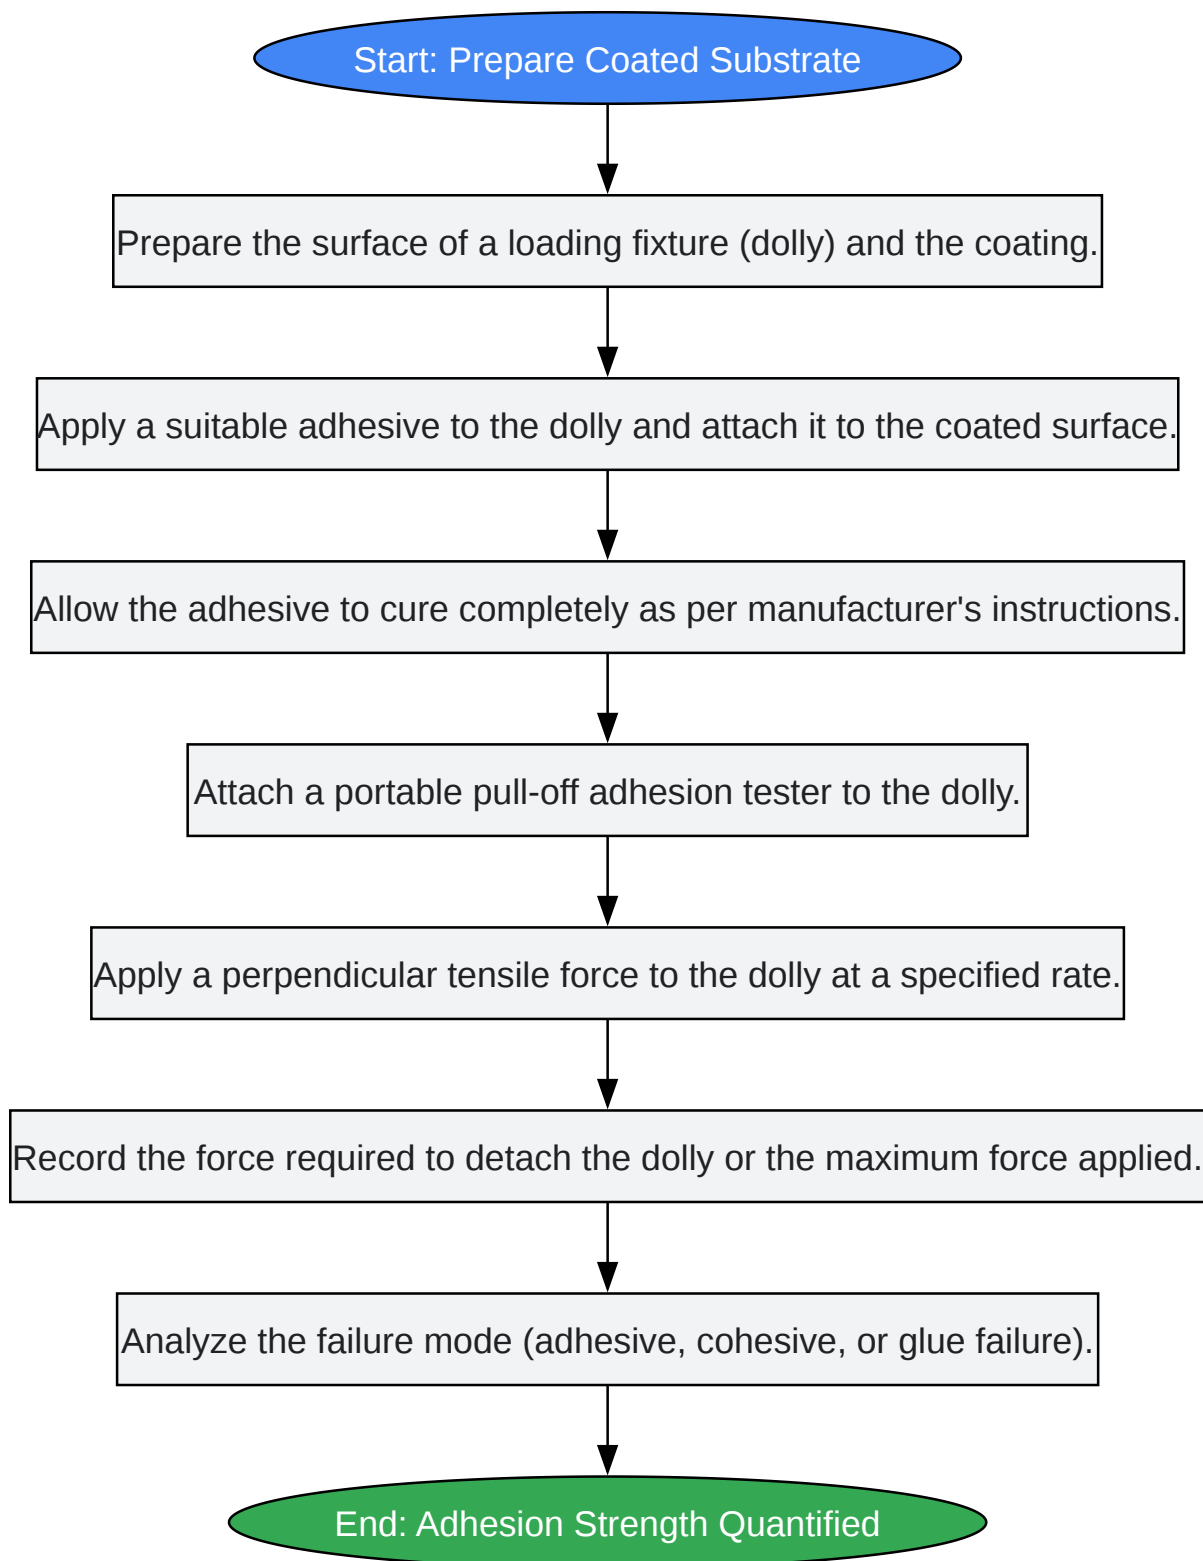 Start: Prepare Coated Substrate
Prepare the surface of a loading fixture (dolly) and the coating.
Apply a suitable adhesive to the dolly and attach it to the coated surface.
Allow the adhesive to cure completely as per manufacturer's instructions.
Attach a portable pull-off adhesion tester to the dolly.
Apply a perpendicular tensile force to the dolly at a specified rate.
Record the force required to detach the dolly or the maximum force applied.
Analyze the failure mode (adhesive, cohesive, or glue failure).
End: Adhesion Strength Quantified